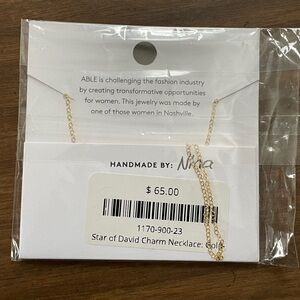 ABLE is challenging the fashion industry
by creating transformative opportunities
for women. This jewelry was made by
one of those women in Nashville.
HANDMADE BY: Nina
$ 65.00
1170-900-23
Star of David Charm Necklace: Gold